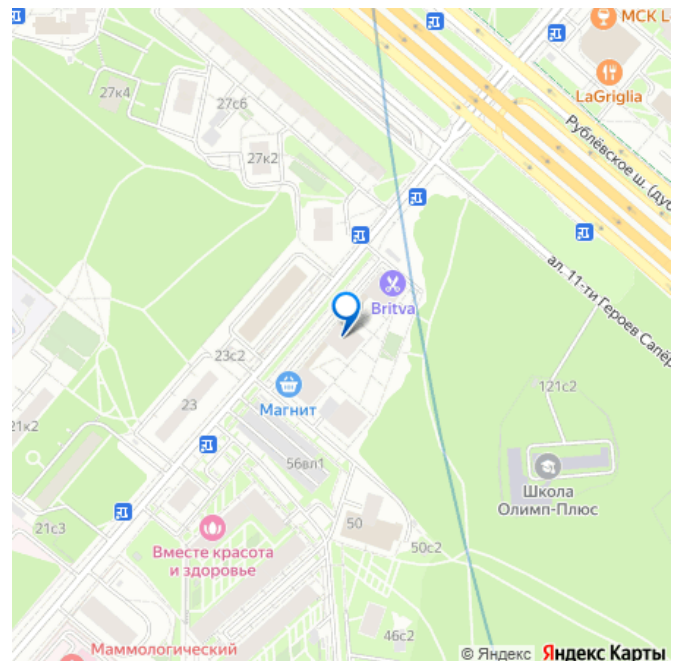 МСК L
27к4
27с6
LaGriglia
27к2
Рублёвское ш. (дус
ал. 11-ти Героев Сапёр
Britva
23с2
Магнит
121с2
23
21к2
56вл1
Школа
Олимп-Плюс
21с3
50
50с2
Вместе красота
и здоровье
46с2
Маммологический
© Яндекс Яндекс Карты